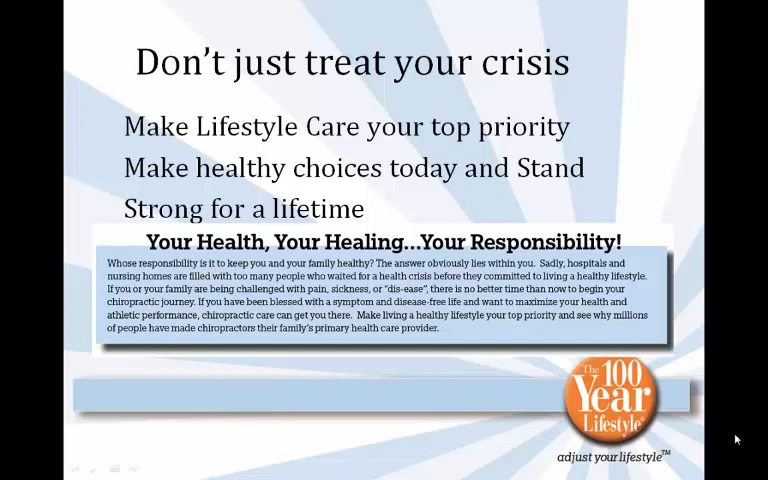 Don't just treat your crisis
Make Lifestyle Care your top priority
Make healthy choices today and Stand
Strong for a lifetime
Your Health, Your Healing...Your Responsibility!
Whose responsibility is it to keep you and your family healthy? The answer obviously lies within you. Sadly, hospitals and
nursing homes are filled with too many people who waited for a health crisis before they committed to living a healthy lifestyle.
If you or your family are being challenged with pain, sickness, or "dis-ease", there is no better time than now to begin your
chiropractic journey. If you have been blessed with a symptom and disease-free life and want to maximize your health and
athletic performance, chiropractic care can get you there. Make living a healthy lifestyle your top priority and see why millions
of people have made chiropractors their family's primary health care provider.
The 100
Year
Lifestyle®
adjust your lifestyle™